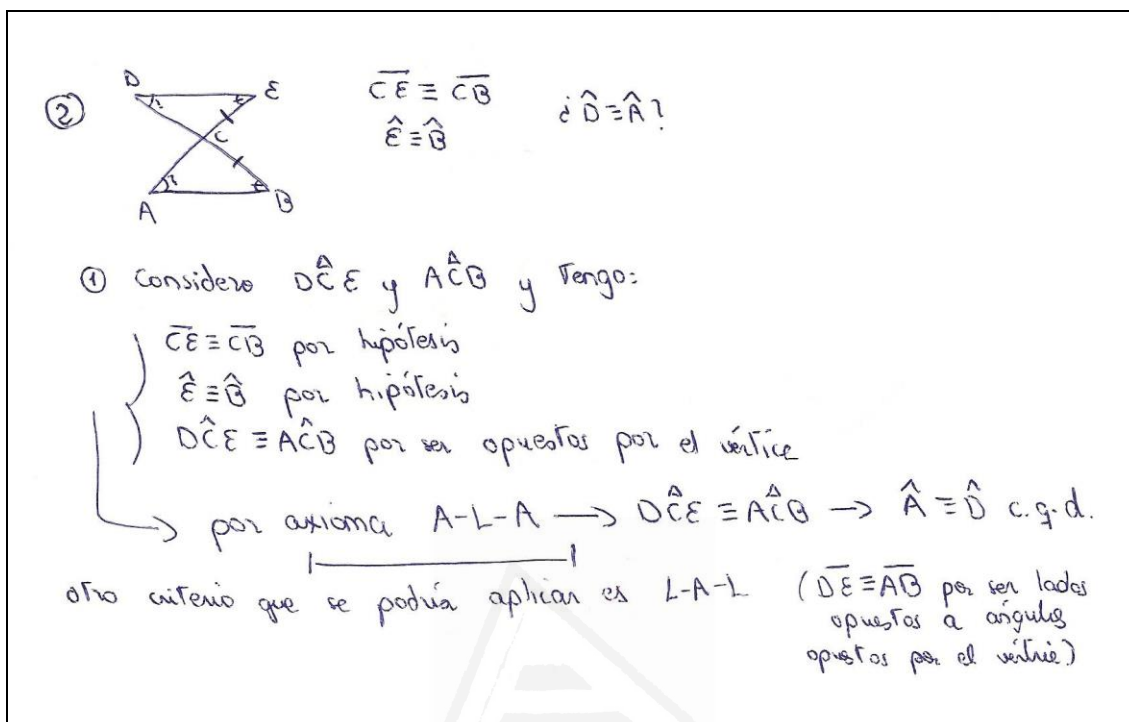 ②
D
E
C
A
B
? ?
C̅E̅ ≡ C̅B̅ ¿ D̂ ≡ Â ?
Ê ≡ B̂
① Considero DĈE y AĈB y Tengo:
C̅E̅ ≡ C̅B̅ por hipótesis
Ê ≡ B̂ por hipótesis
DĈE ≡ AĈB por ser opuestos por el vértice
por axioma A-L-A → DĈE ≡ AĈB → Â ≡ D̂ c.q.d.
otro criterio que se podría aplicar es L-A-L (D̅E̅ ≡ A̅B̅ por ser lados
opuestos a ángulos
opuestos por el vértice)